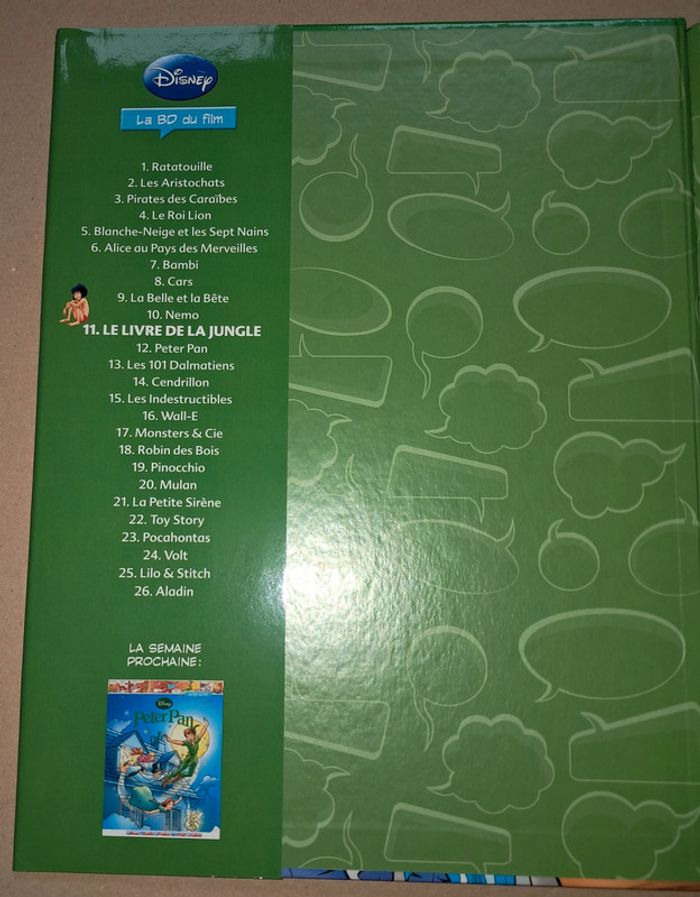 Disney
La BD du film
1. Ratatouille
2. Les Aristochats
3. Pirates des Caraïbes
4. Le Roi Lion
5. Blanche-Neige et les Sept Nains
6. Alice au Pays des Merveilles
7. Bambi
8. Cars
9. La Belle et la Bête
10. Nemo
11. LE LIVRE DE LA JUNGLE
12. Peter Pan
13. Les 101 Dalmatiens
14. Cendrillon
15. Les Indestructibles
16. Wall-E
17. Monsters & Cie
18. Robin des Bois
19. Pinocchio
20. Mulan
21. La Petite Sirène
22. Toy Story
23. Pocahontas
24. Volt
25. Lilo & Stitch
26. Aladin
LA SEMAINE
PROCHAINE :
Disney
Peter Pan